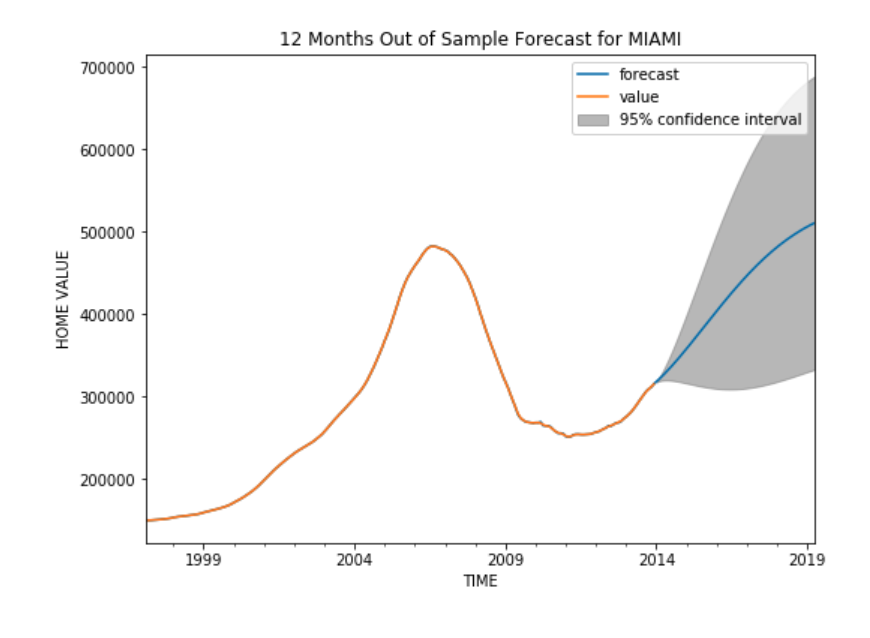 12 Months Out of Sample Forecast for MIAMI
700000
600000
500000
400000
300000
200000
HOME VALUE
forecast
value
95% confidence interval
1999 2004 2009 2014 2019
TIME